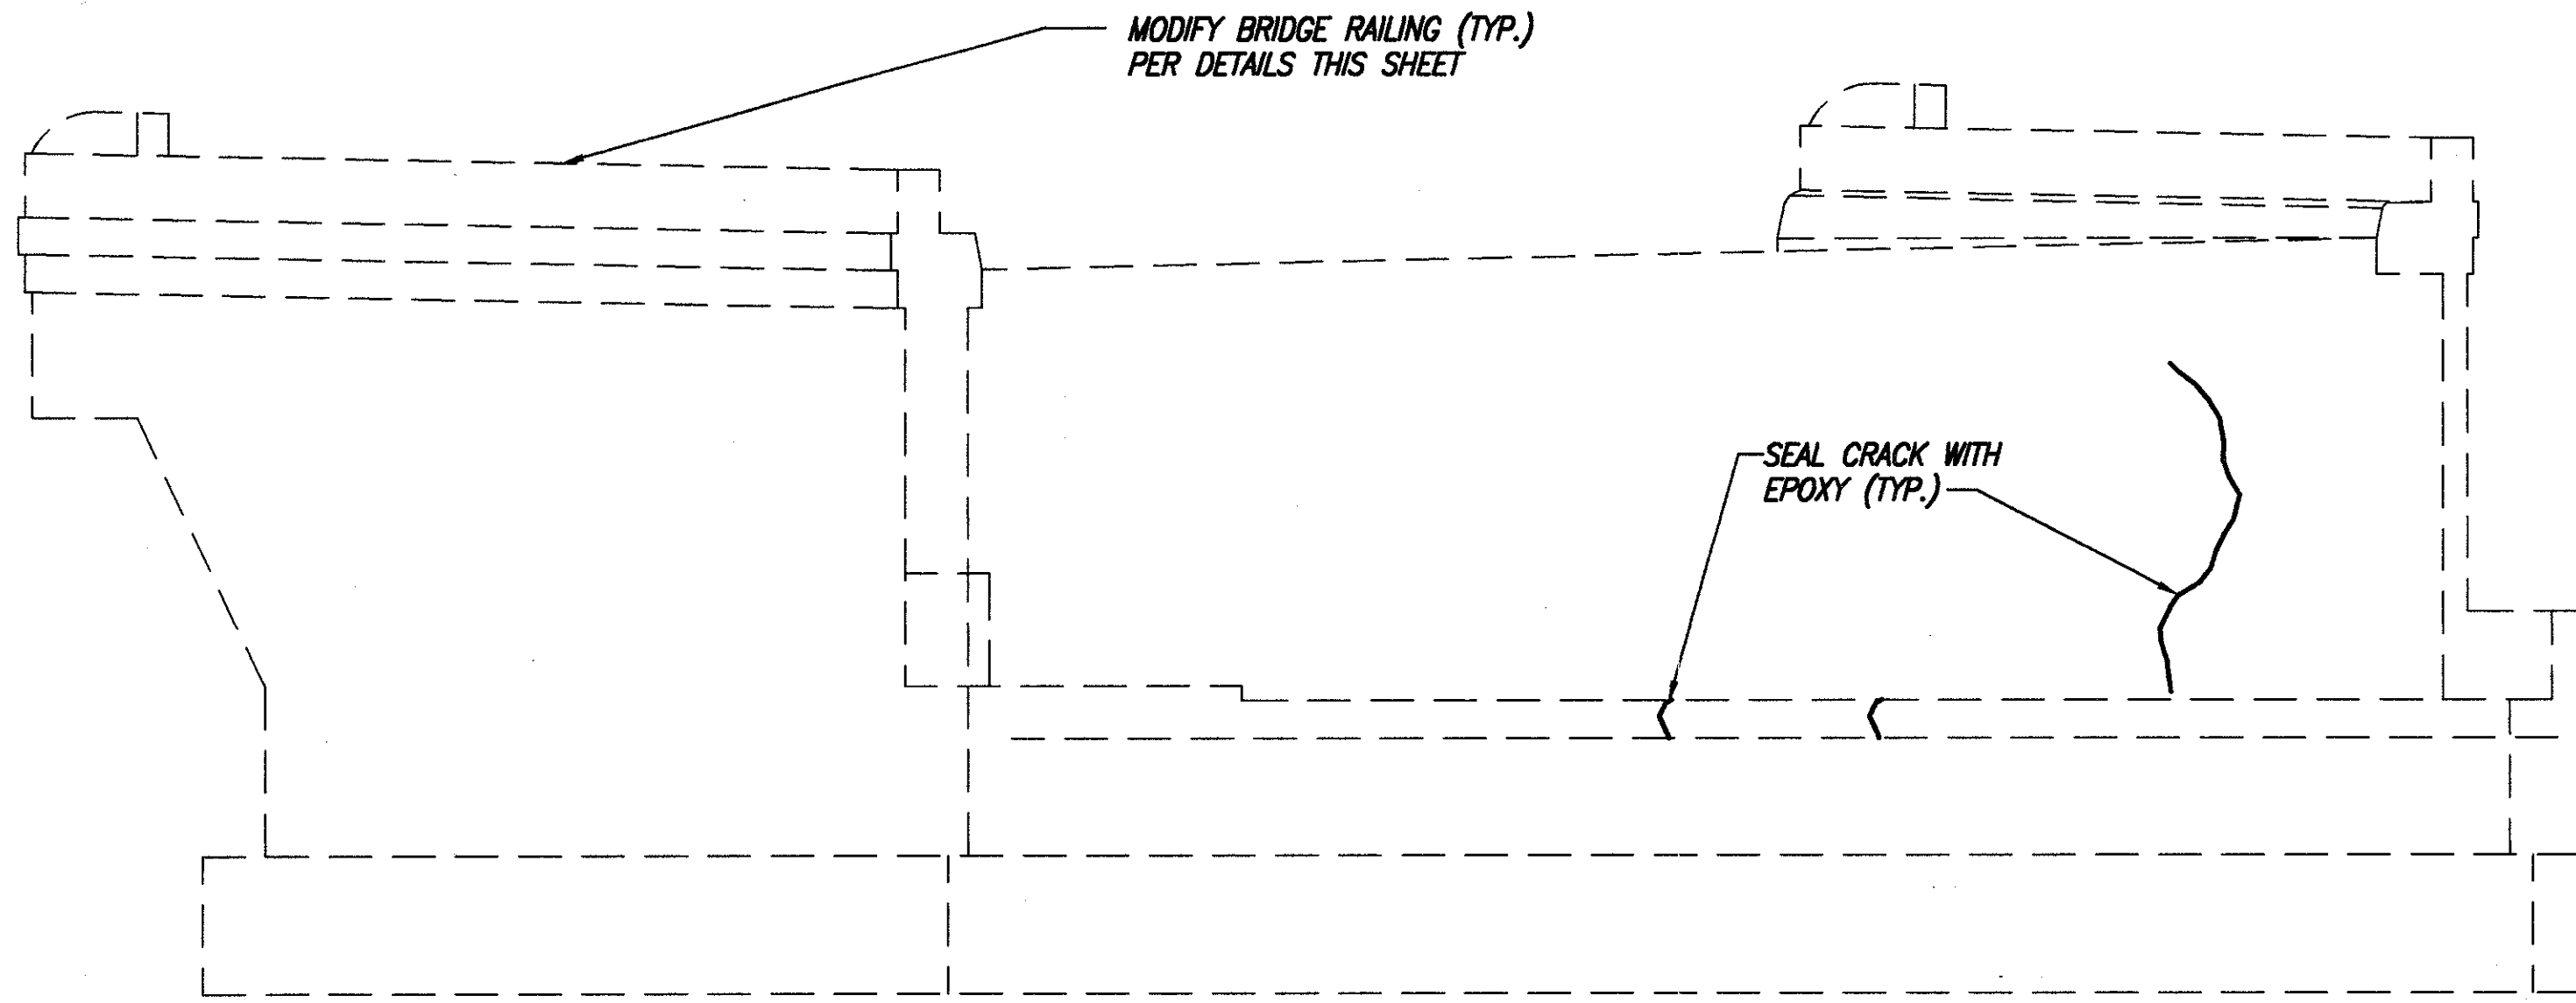 MODIFY BRIDGE RAILING (TYP.)
PER DETAILS THIS SHEET
SEAL CRACK WITH
EPOXY (TYP.)